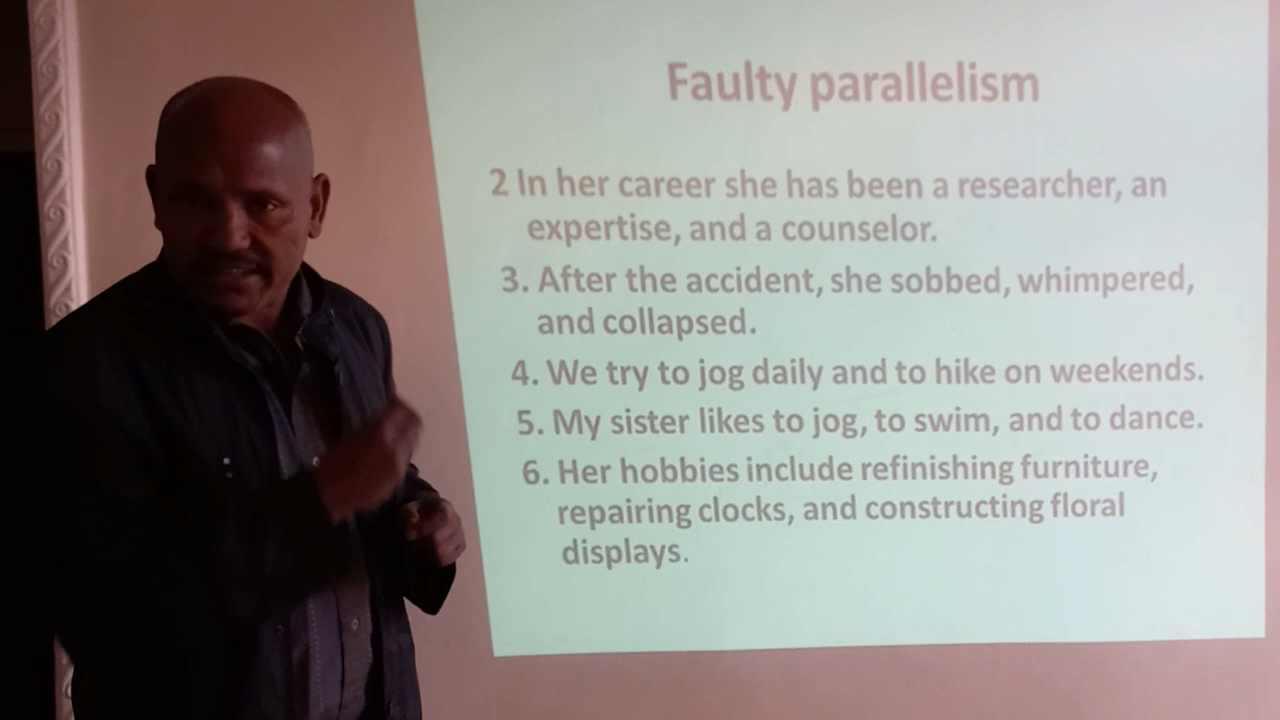 Faulty parallelism
2 In her career she has been a researcher, an
expertise, and a counselor.
3. After the accident, she sobbed, whimpered,
and collapsed.
4. We try to jog daily and to hike on weekends.
5. My sister likes to jog, to swim, and to dance.
6. Her hobbies include refinishing furniture,
repairing clocks, and constructing floral
displays.